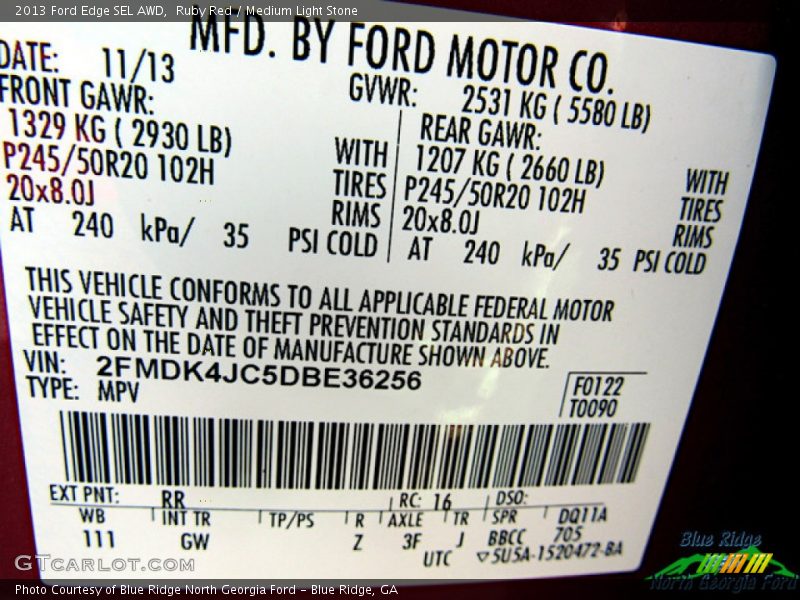 2013 Ford Edge SEL AWD,  Ruby Red / Medium Light Stone
MFD. BY FORD MOTOR CO.
DATE: 11/13 GVWR: 2531 KG ( 5580 LB)
FRONT GAWR: REAR GAWR:
1329 KG ( 2930 LB) WITH 1207 KG ( 2660 LB) WITH
P245/50R20 102H TIRES P245/50R20 102H TIRES
20x8.0J RIMS 20x8.0J RIMS
AT 240 kPa/ 35 PSI COLD AT 240 kPa/ 35 PSI COLD
THIS VEHICLE CONFORMS TO ALL APPLICABLE FEDERAL MOTOR
VEHICLE SAFETY AND THEFT PREVENTION STANDARDS IN
EFFECT ON THE DATE OF MANUFACTURE SHOWN ABOVE.
VIN: 2FMDK4JC5DBE36256
TYPE: MPV
F0122
T0090
EXT PNT: RR RC: 16 DSO:
WB INT TR TP/PS R AXLE TR SPR DQ11A
111 GW Z 3F J BBCC 705
UTC ▽5U5A-1520472-BA
Blue Ridge
North Georgia Ford
GTCarlot.com
Photo Courtesy of Blue Ridge North Georgia Ford - Blue Ridge, GA